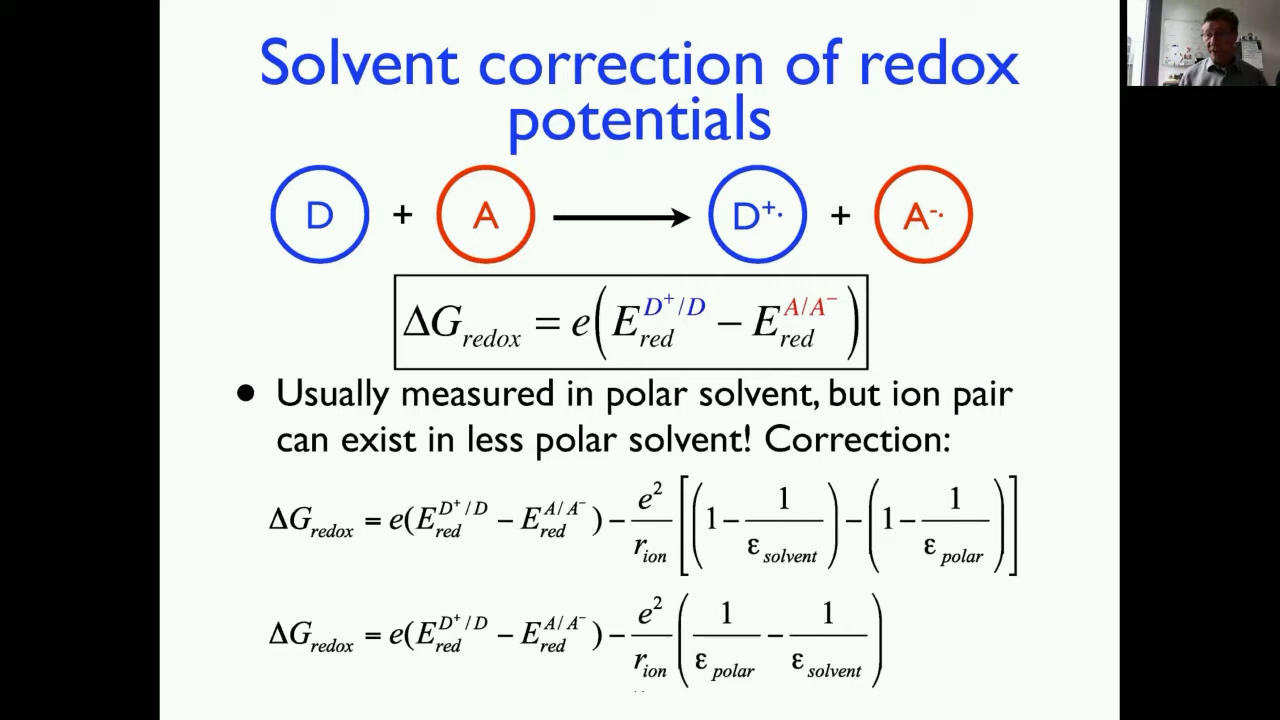 Solvent correction of redox
potentials
D + A → D⁺· + A⁻·
ΔG_redox = e(E_red^{D⁺/D} − E_red^{A/A⁻})
• Usually measured in polar solvent, but ion pair
can exist in less polar solvent! Correction:
ΔG_redox = e(E_red^{D⁺/D} − E_red^{A/A⁻}) − e²/r_ion [(1 − 1/ε_solvent) − (1 − 1/ε_polar)]
ΔG_redox = e(E_red^{D⁺/D} − E_red^{A/A⁻}) − e²/r_ion (1/ε_polar − 1/ε_solvent)